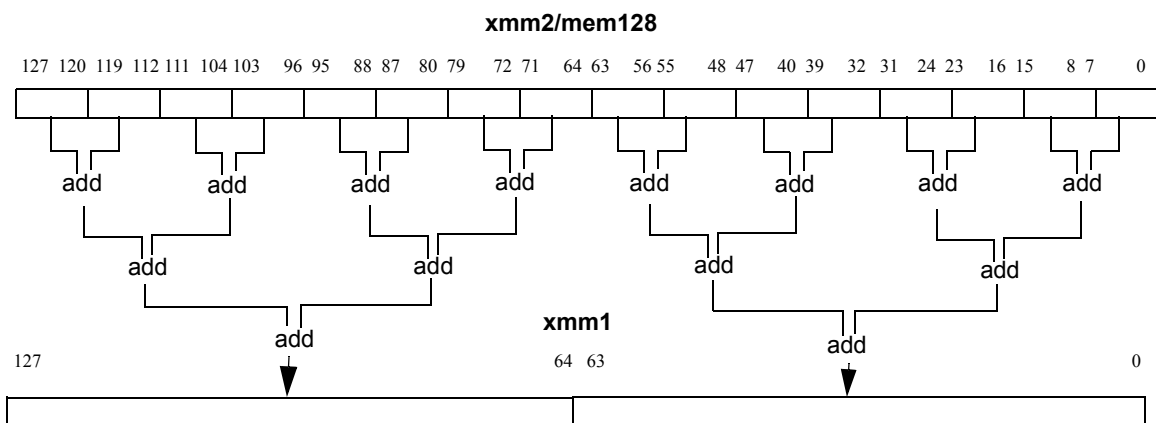 xmm2/mem128
127 120 119 112 111 104 103 96 95 88 87 80 79 72 71 64 63 56 55 48 47 40 39 32 31 24 23 16 15 8 7 0
add add add add add add add add
add add add add
xmm1
add add
127 64 63 0